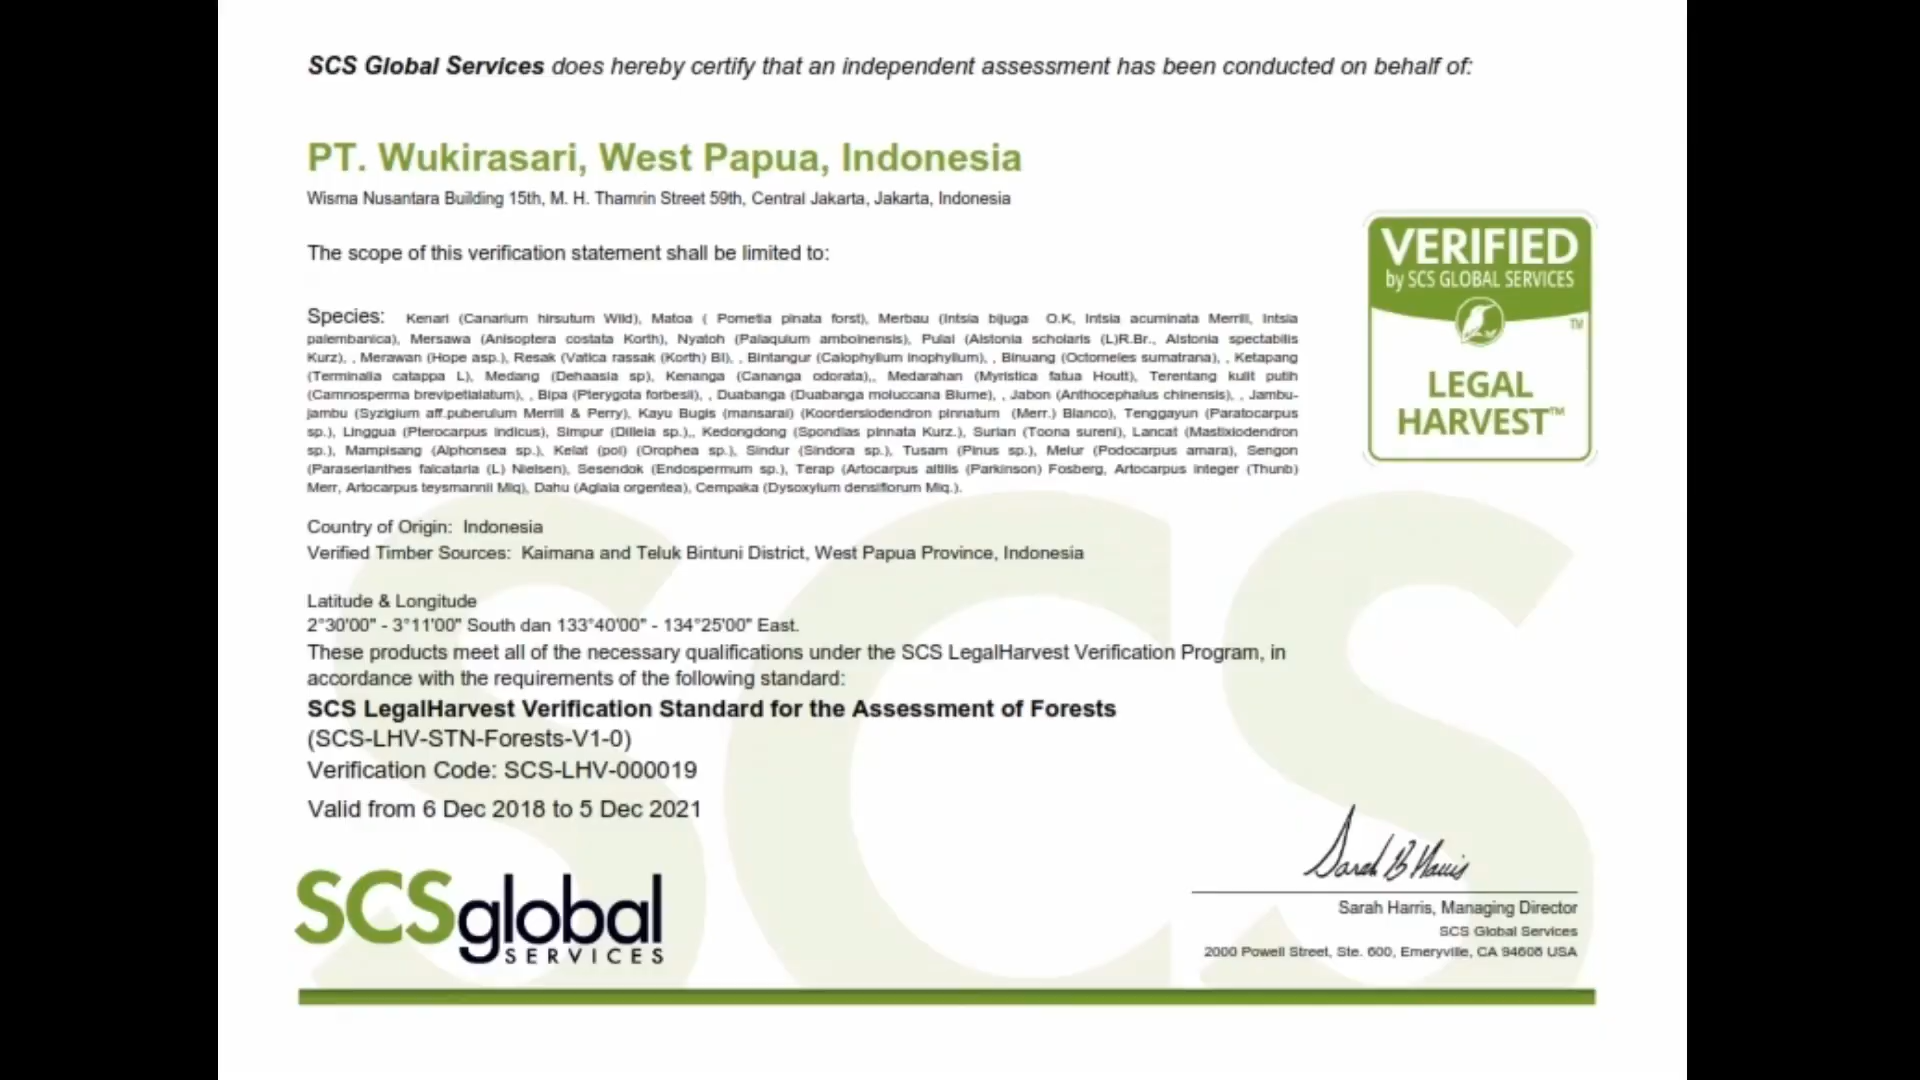 SCS Global Services does hereby certify that an independent assessment has been conducted on behalf of:
PT. Wukirasari, West Papua, Indonesia
Wisma Nusantara Building 15th, M. H. Thamrin Street 59th, Central Jakarta, Jakarta, Indonesia
The scope of this verification statement shall be limited to:
VERIFIED
by SCS GLOBAL SERVICES
TM
LEGAL
HARVEST™
Species: Kenari (Canarium hirsutum Wild), Matoa ( Pometia pinata forst), Merbau (Intsia bijuga O.K, Intsia acuminata Merrill, Intsia
palembanica), Mersawa (Anisoptera costata Korth), Nyatoh (Palaquium amboinensis), Pulai (Alstonia scholaris (L)R.Br., Alstonia spectabilis
Kurz), , Merawan (Hope asp.), Resak (Vatica rassak (Korth) Bl), , Bintangur (Calophyllum inophyllum), , Binuang (Octomeles sumatrana), , Ketapang
(Terminalia catappa L), Medang (Dehaasia sp), Kenanga (Cananga odorata),, Medarahan (Myristica fatua Houtt), Terentang kulit putih
(Camnosperma brevipetialatum), , Bipa (Pterygota forbesii), , Duabanga (Duabanga moluccana Blume), , Jabon (Anthocephalus chinensis), , Jambu-
jambu (Syzigium aff.puberulum Merrill & Perry), Kayu Bugis (mansarai) (Koordersiodendron pinnatum (Merr.) Blanco), Tenggayun (Paratocarpus
sp.), Linggua (Pterocarpus indicus), Simpur (Dilleia sp.),, Kedongdong (Spondias pinnata Kurz.), Surian (Toona sureni), Lancat (Mastixiodendron
sp.), Mampisang (Alphonsea sp.), Kelat (pol) (Orophea sp.), Sindur (Sindora sp.), Tusam (Pinus sp.), Melur (Podocarpus amara), Sengon
(Paraserianthes falcataria (L) Nielsen), Sesendok (Endospermum sp.), Terap (Artocarpus altilis (Parkinson) Fosberg, Artocarpus integer (Thunb)
Merr, Artocarpus teysmannii Miq), Dahu (Aglaia orgentea), Cempaka (Dysoxylum densiflorum Miq.).
Country of Origin: Indonesia
Verified Timber Sources: Kaimana and Teluk Bintuni District, West Papua Province, Indonesia
Latitude & Longitude
2°30'00" - 3°11'00" South dan 133°40'00" - 134°25'00" East.
These products meet all of the necessary qualifications under the SCS LegalHarvest Verification Program, in
accordance with the requirements of the following standard:
SCS LegalHarvest Verification Standard for the Assessment of Forests
(SCS-LHV-STN-Forests-V1-0)
Verification Code: SCS-LHV-000019
Valid from 6 Dec 2018 to 5 Dec 2021
SCSglobal
SERVICES
Sarah B Harris
Sarah Harris, Managing Director
SCS Global Services
2000 Powell Street, Ste. 600, Emeryville, CA 94608 USA
SCS